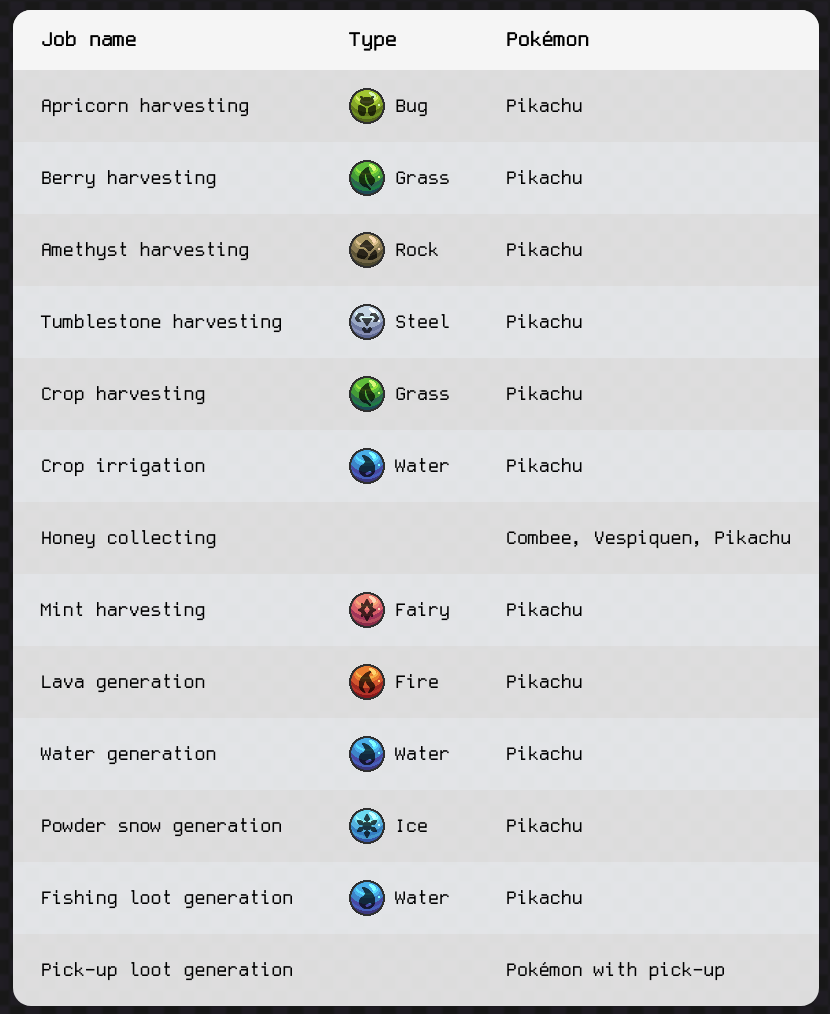 Job name Type Pokémon
Apricorn harvesting Bug Pikachu
Berry harvesting Grass Pikachu
Amethyst harvesting Rock Pikachu
Tumblestone harvesting Steel Pikachu
Crop harvesting Grass Pikachu
Crop irrigation Water Pikachu
Honey collecting Combee, Vespiquen, Pikachu
Mint harvesting Fairy Pikachu
Lava generation Fire Pikachu
Water generation Water Pikachu
Powder snow generation Ice Pikachu
Fishing loot generation Water Pikachu
Pick-up loot generation Pokémon with pick-up